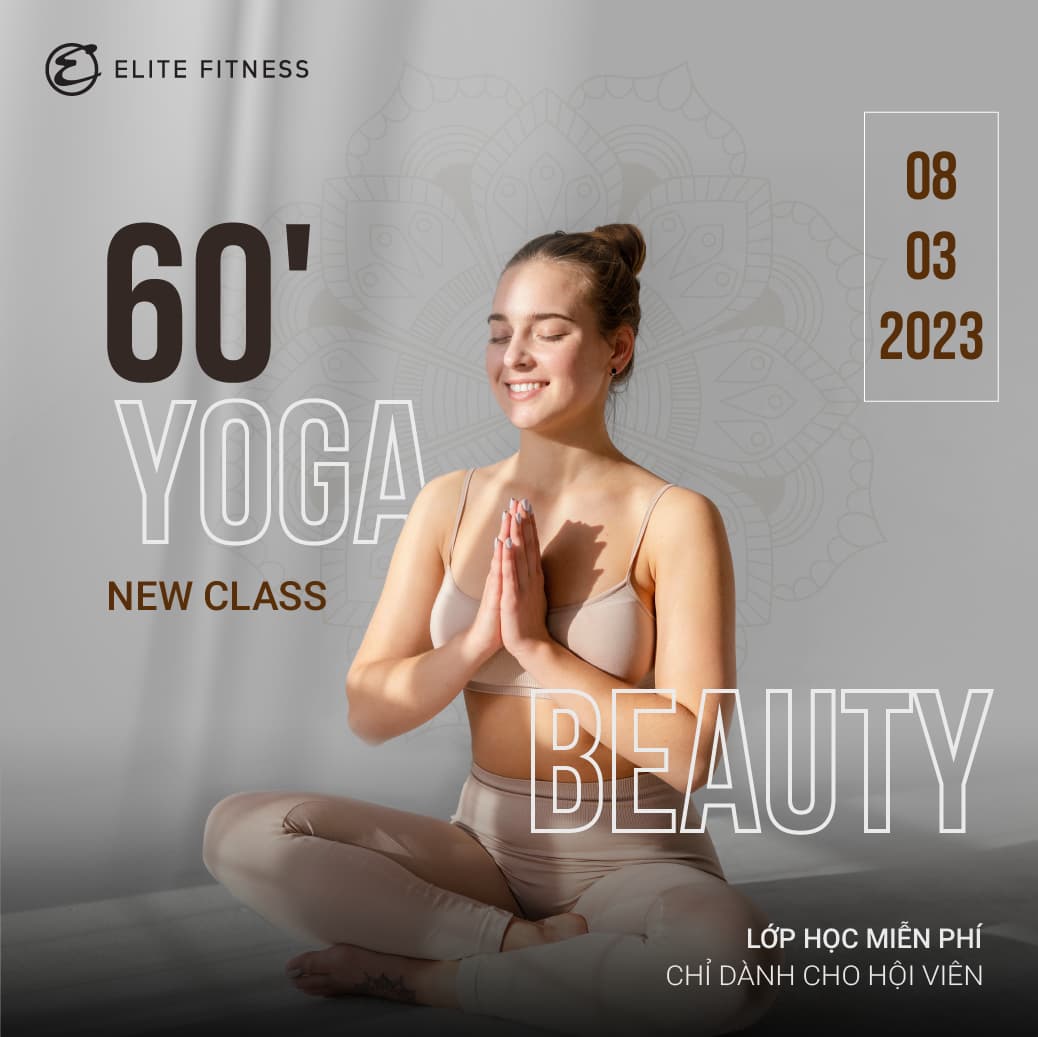 ELITE FITNESS
08
03
2023
60'
YOGA
NEW CLASS
BEAUTY
LỚP HỌC MIỄN PHÍ
CHỈ DÀNH CHO HỘI VIÊN